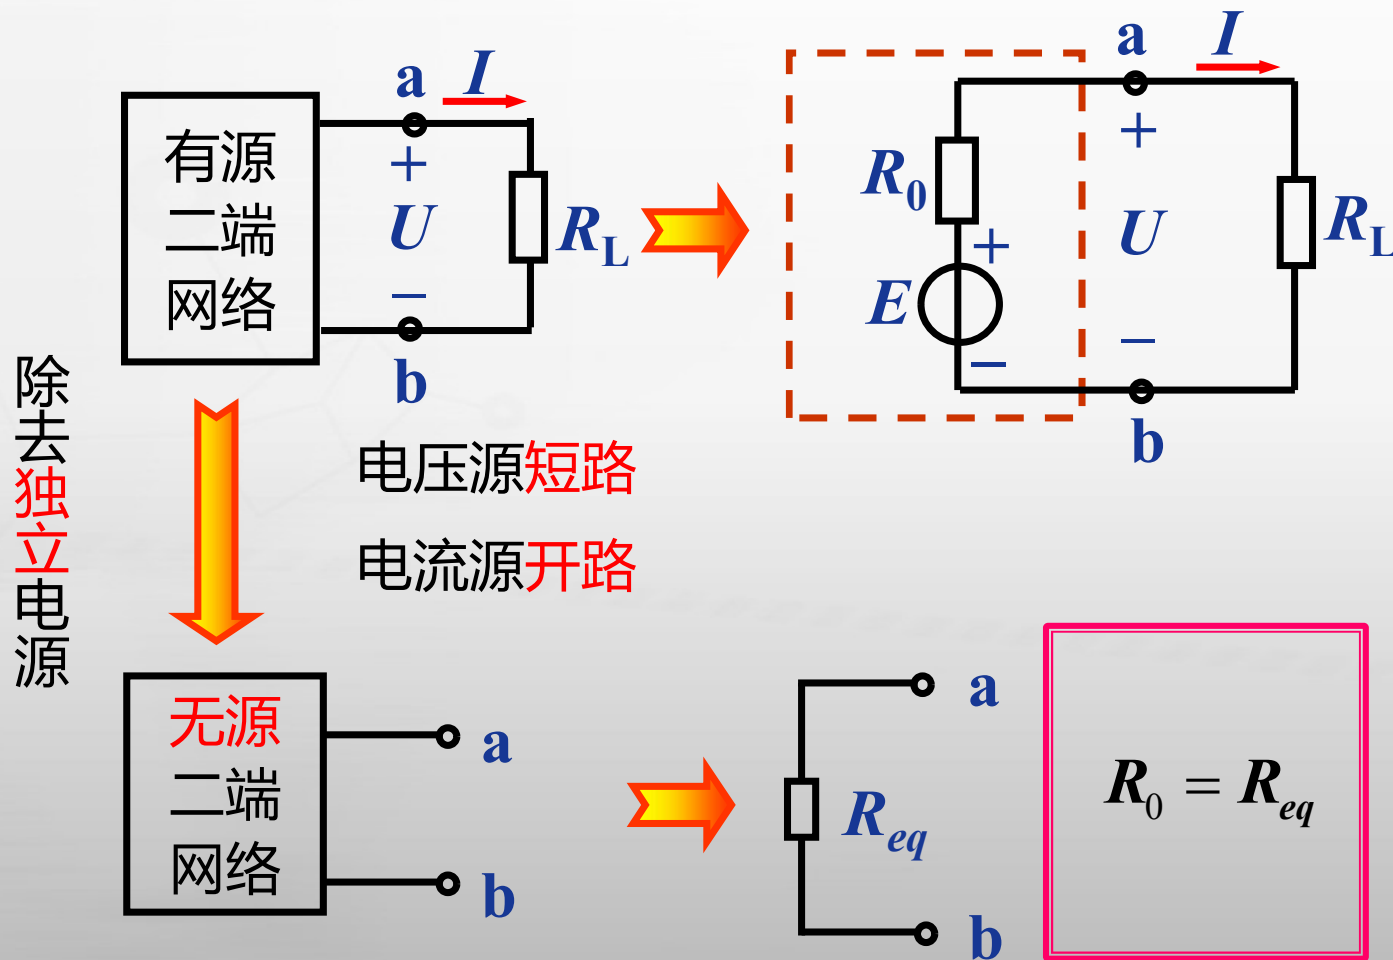 有源
二端
网络
a
I
+
U
−
b
R_L
R_0
+
E
−
a
I
+
U
−
b
R_L
除去独立电源
电压源短路
电流源开路
无源
二端
网络
a
b
a
R_eq
b
R_0 = R_eq